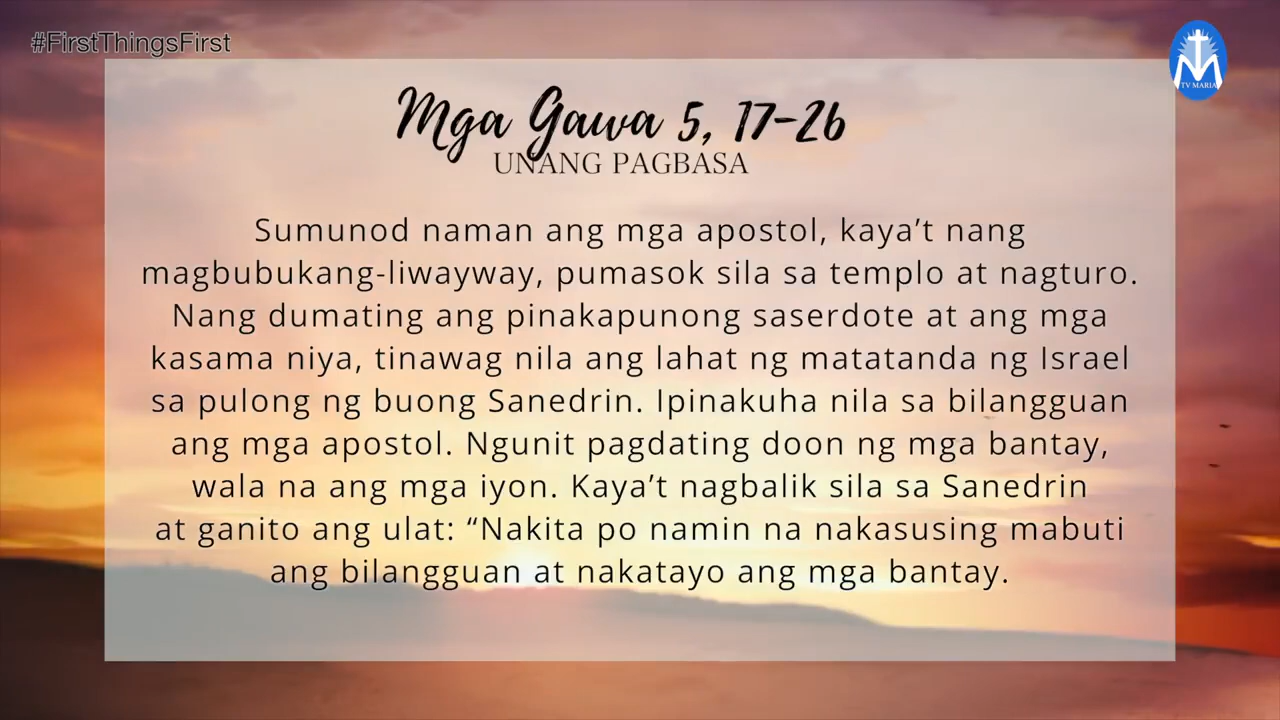 #FirstThingsFirst
TV MARIA
Mga Gawa 5, 17-26
UNANG PAGBASA
Sumunod naman ang mga apostol, kaya’t nang
magbubukang-liwayway, pumasok sila sa templo at nagturo.
Nang dumating ang pinakapunong saserdote at ang mga
kasama niya, tinawag nila ang lahat ng matatanda ng Israel
sa pulong ng buong Sanedrin. Ipinakuha nila sa bilangguan
ang mga apostol. Ngunit pagdating doon ng mga bantay,
wala na ang mga iyon. Kaya’t nagbalik sila sa Sanedrin
at ganito ang ulat: “Nakita po namin na nakasusing mabuti
ang bilangguan at nakatayo ang mga bantay.